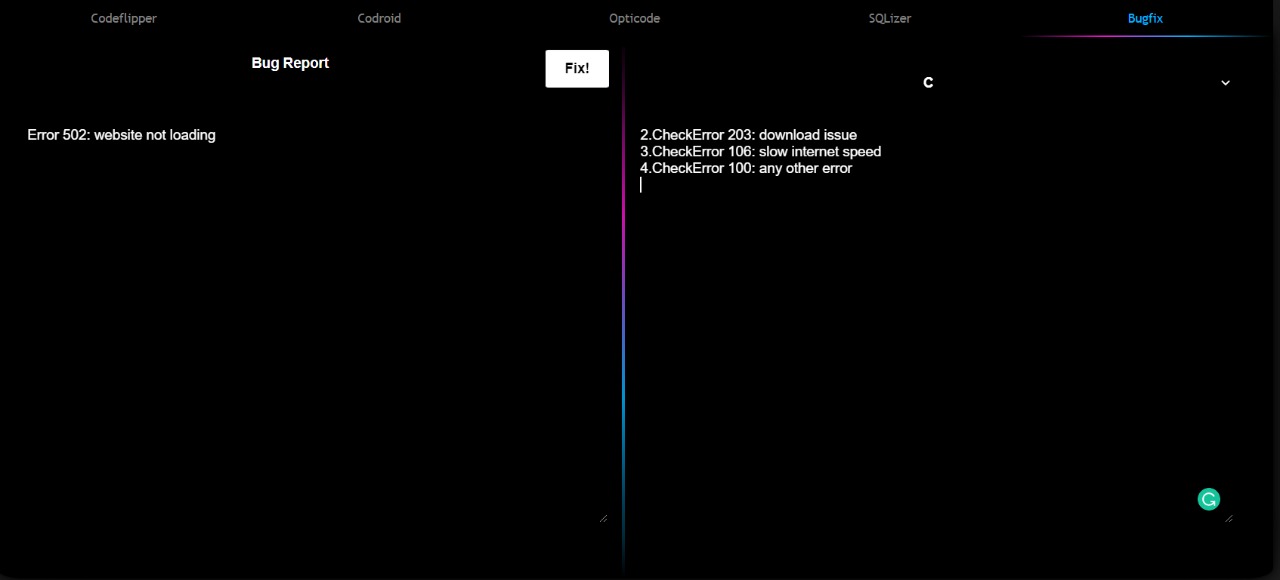 Codeflipper
Codroid
Opticode
SQLizer
Bugfix
Bug Report
Fix!
C
Error 502: website not loading
2.CheckError 203: download issue
3.CheckError 106: slow internet speed
4.CheckError 100: any other error